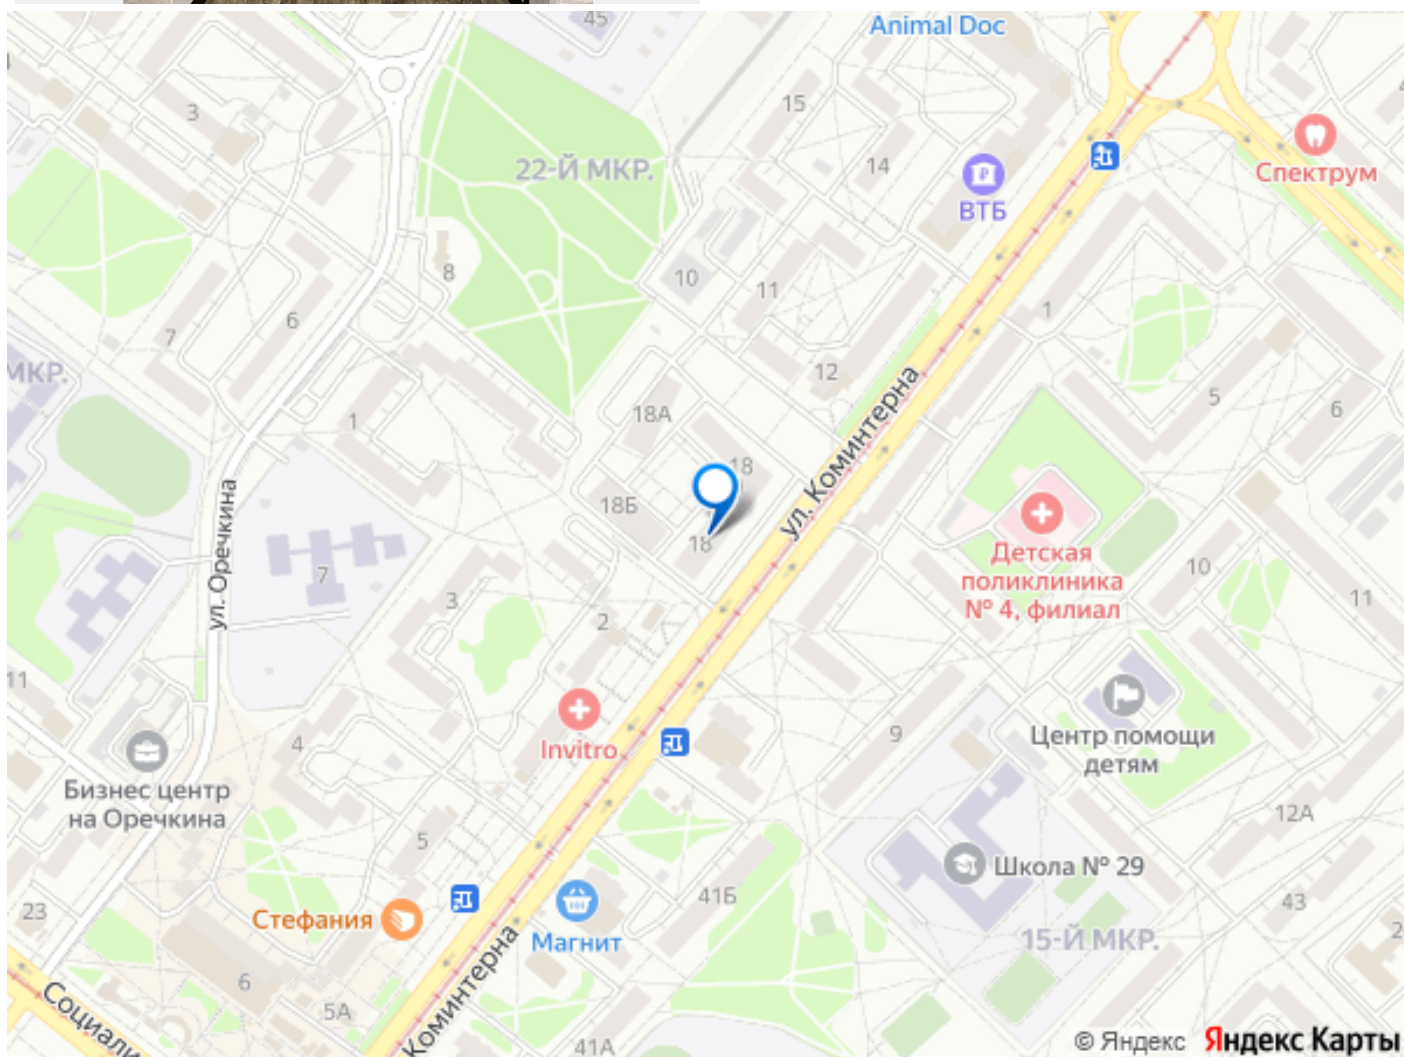 45
Animal Doc
3
15
22-Й МКР.
14
ВТБ
Спектрум
8
10
11
1
7
6
12
МКР.
5
6
18А
1
18
ул. Коминтерна
18Б
18
Детская
поликлиника
№ 4, филиал
ул. Оречкина
7
10
11
3
2
11
Invitro
9
Центр помощи
детям
4
Бизнес центр
на Оречкина
12А
5
Школа № 29
41Б
43
23
Стефания
Магнит
15-Й МКР.
2
6
Социали
5А
Коминтерна
41А
© Яндекс Яндекс Карты